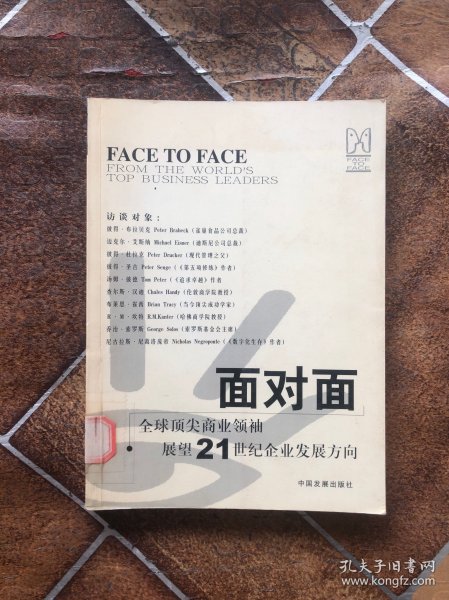 FACE TO FACE
FROM THE WORLD'S
TOP BUSINESS LEADERS
FACE
TO
FACE
访谈对象：
彼得·布拉贝克 Peter Brabeck（雀巢食品公司总裁）
迈克尔·艾斯纳 Michael Eisner（迪斯尼公司总裁）
彼得·杜拉克 Peter Drucker（现代管理之父）
彼得·圣吉 Peter Senge（《第五项修炼》作者）
汤姆·彼德 Tom Peter（《追求卓越》作者
查尔斯·汉迪 Chales Handy（伦敦商学院教授）
布莱恩·崔西 Brian Tracy（当今顶尖成功学家）
R.M.Kanter（哈佛商学院教授）
乔治·索罗斯 George Solos（索罗斯基金会主席）
尼古拉斯·尼葛洛庞帝 Nicholas Negroponte（《数字化生存》作者）
面对面
全球顶尖商业领袖
展望21世纪企业发展方向
中国发展出版社
孔夫子旧书网
www.kongfz.com